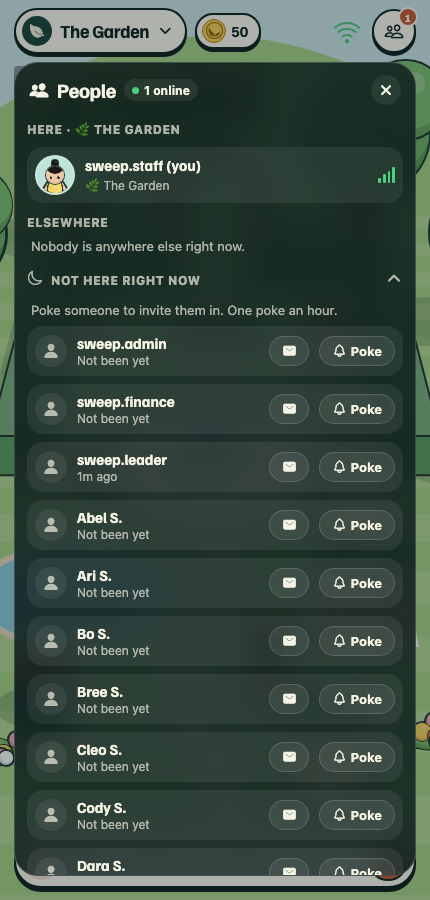 The Garden
50
1
People
1 online
HERE • THE GARDEN
sweep.staff (you)
The Garden
ELSEWHERE
Nobody is anywhere else right now.
NOT HERE RIGHT NOW
Poke someone to invite them in. One poke an hour.
sweep.admin
Not been yet
Poke
sweep.finance
Not been yet
Poke
sweep.leader
1m ago
Poke
Abel S.
Not been yet
Poke
Ari S.
Not been yet
Poke
Bo S.
Not been yet
Poke
Bree S.
Not been yet
Poke
Cleo S.
Not been yet
Poke
Cody S.
Not been yet
Poke
Dara S.
Poke